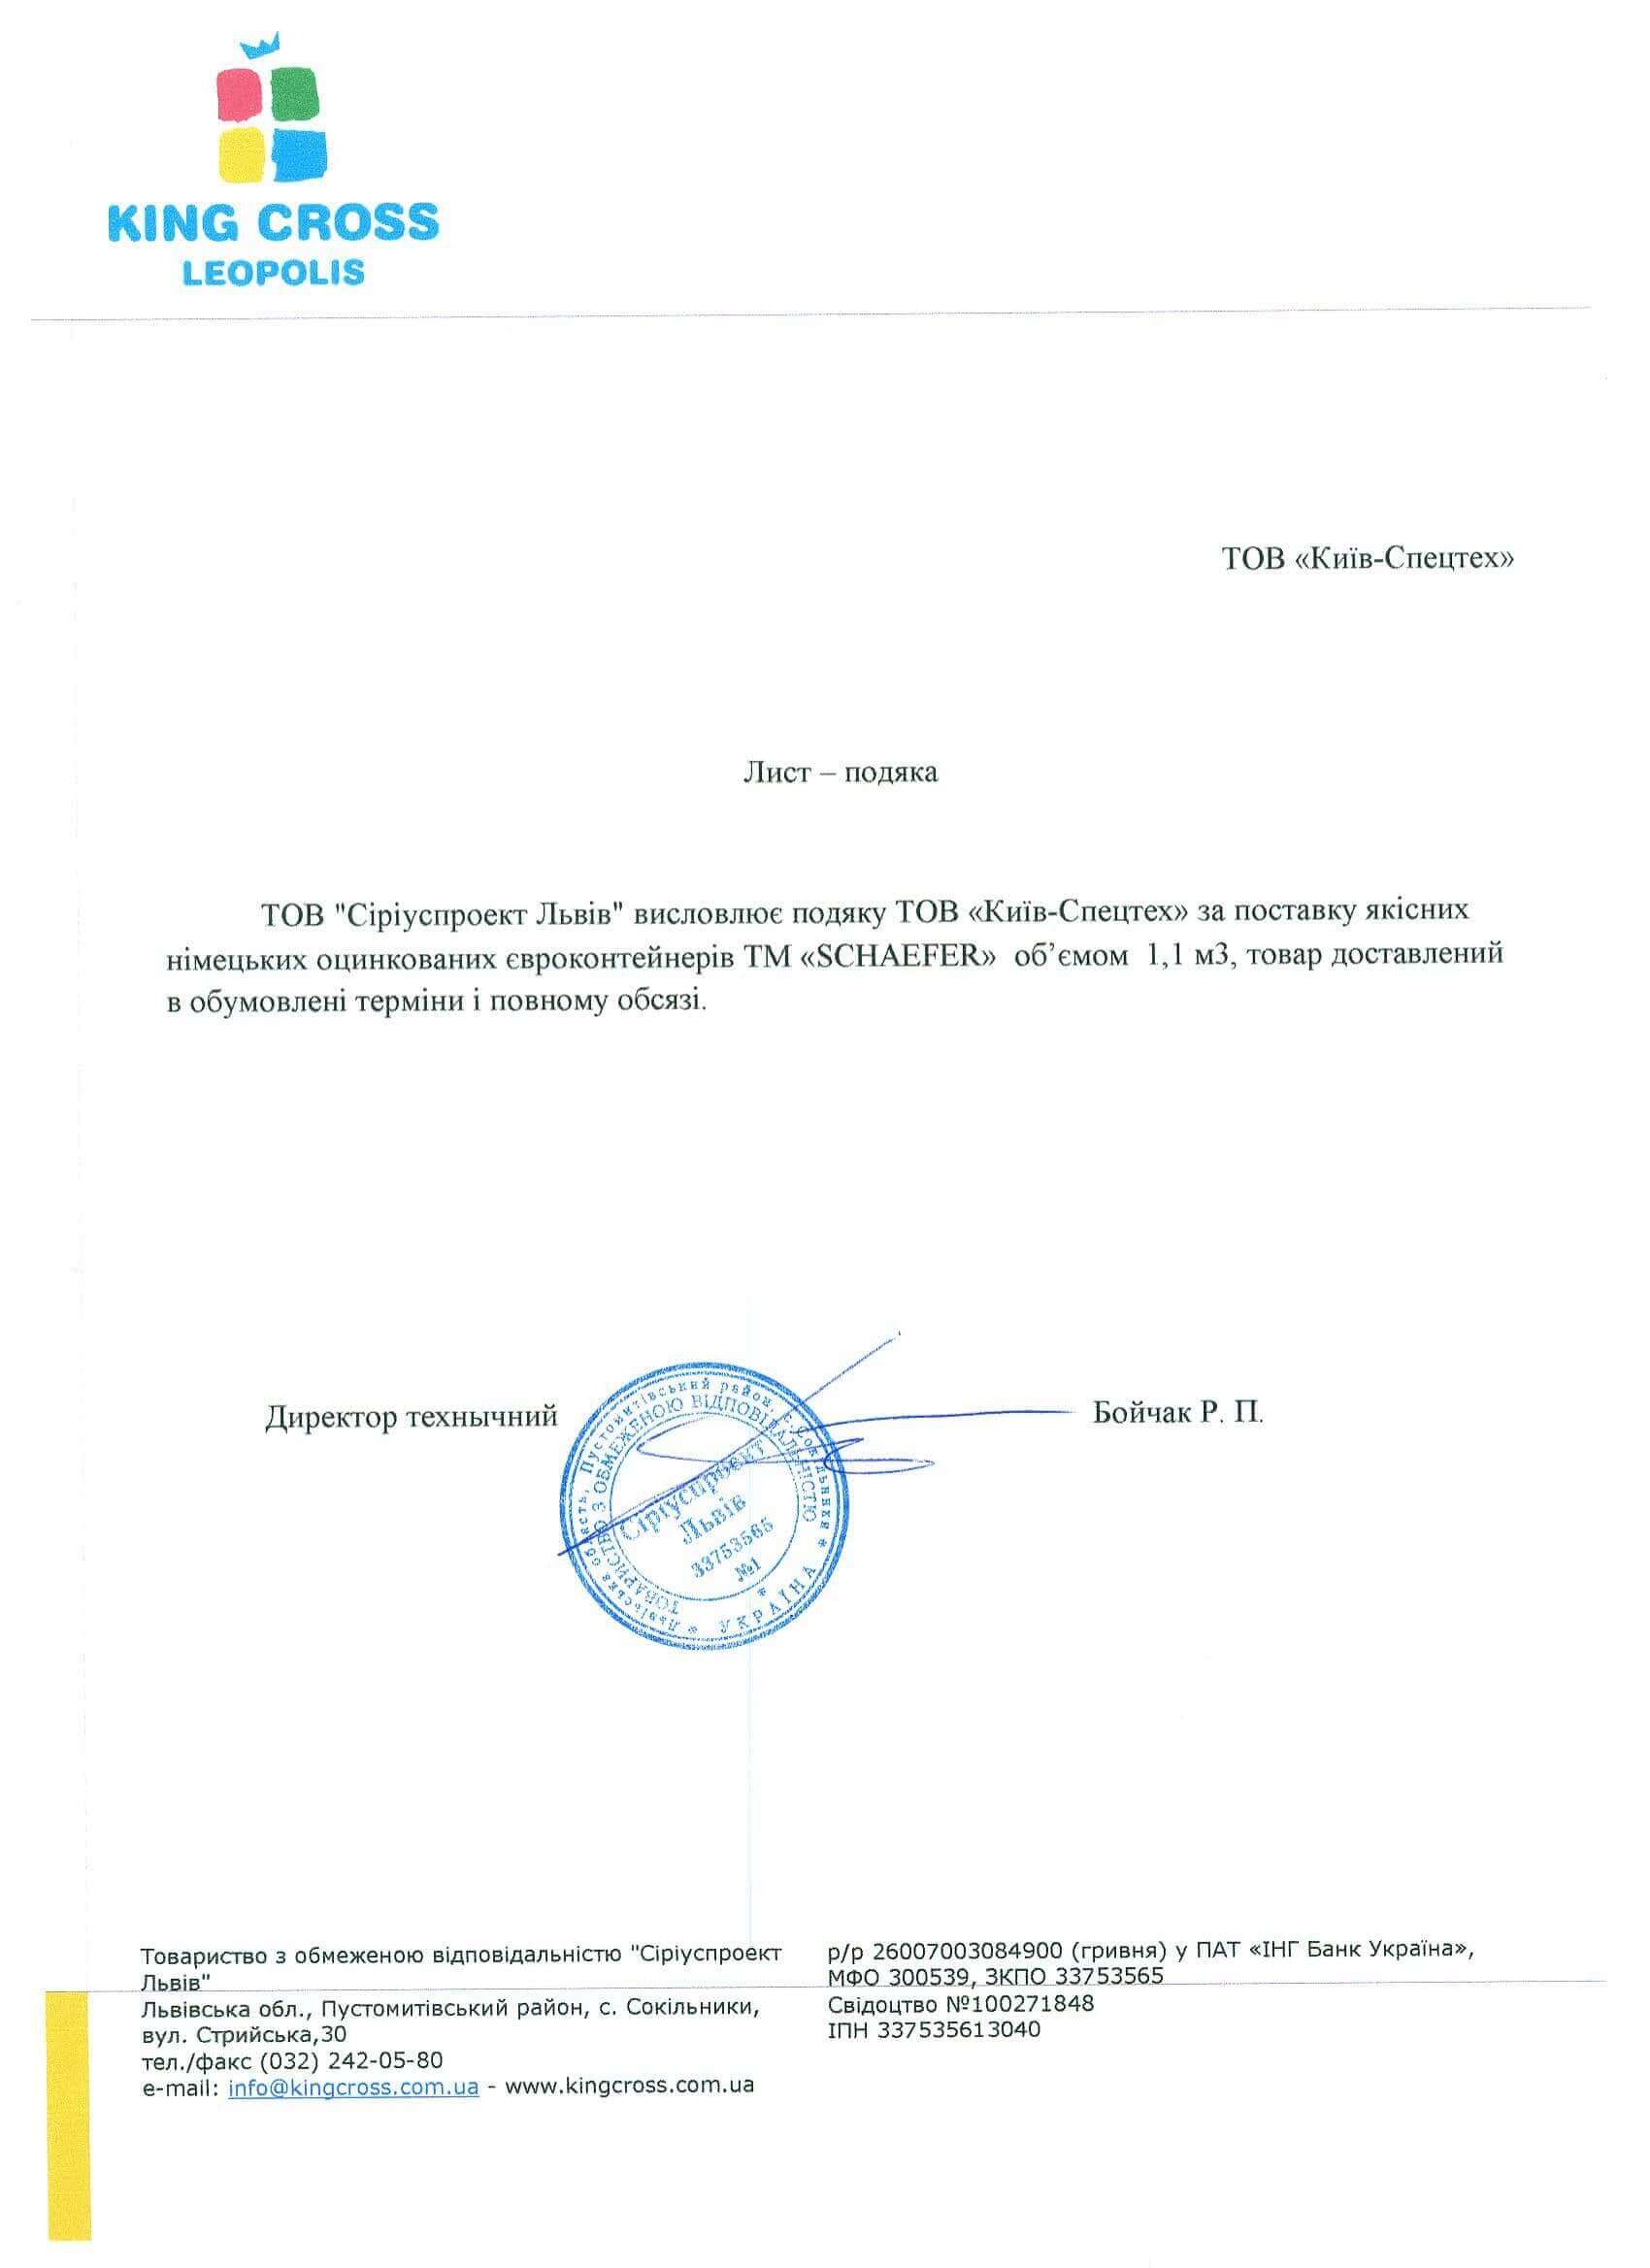 KING CROSS
LEOPOLIS
ТОВ «Київ-Спецтех»
Лист – подяка
ТОВ "Сіріуспроект Львів" висловлює подяку ТОВ «Київ-Спецтех» за поставку якісних
німецьких оцинкованих євроконтейнерів ТМ «SCHAEFER» об’ємом 1,1 м3, товар доставлений
в обумовлені терміни і повному обсязі.
Директор технычний
Бойчак Р. П.
Львівська область, Пустомитівський район, с. Сокільники * УКРАЇНА *
ТОВАРИСТВО З ОБМЕЖЕНОЮ ВІДПОВІДАЛЬНІСТЮ *
Сіріуспроект
Львів
33753565
№1
Товариство з обмеженою відповідальністю "Сіріуспроект
Львів"
Львівська обл., Пустомитівський район, с. Сокільники,
вул. Стрийська,30
тел./факс (032) 242-05-80
e-mail: info@kingcross.com.ua - www.kingcross.com.ua
р/р 26007003084900 (гривня) у ПАТ «ІНГ Банк Україна»,
МФО 300539, ЗКПО 33753565
Свідоцтво №100271848
ІПН 337535613040